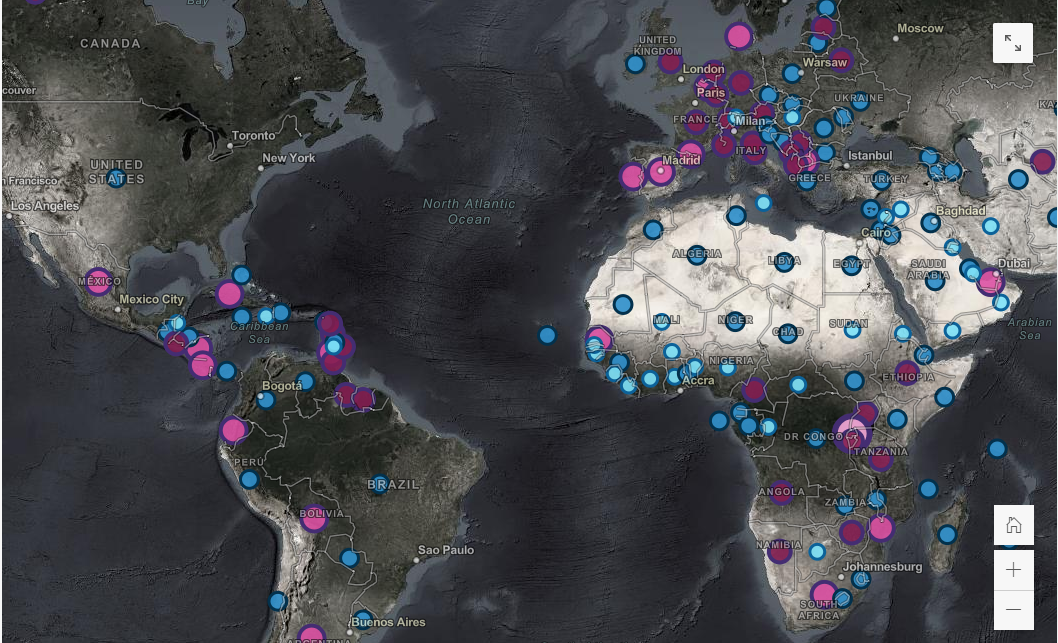 Bay
CANADA
Moscow
UNITED
KINGDOM
London
Warsaw
couver
Paris
UKRAINE
KA
Toronto
FRANCE
Milan
New York
ITALY
Istanbul
UNITED
STATES
Madrid
n Francisco
GREECE
TURKEY
Los Angeles
North Atlantic
Ocean
Baghdad
Cairo
ALGERIA
LIBYA
EGYPT
SAUDI
ARABIA
Dubai
MÉXICO
Mexico City
Caribbean
Sea
MALI
NIGER
CHAD
SUDAN
Arabian
Sea
NIGERIA
Bogotá
Accra
ETHIOPIA
DR CONGO
PERU
TANZANIA
BRAZIL
ANGOLA
ZAMBIA
BOLIVIA
NAMIBIA
Sao Paulo
Johannesburg
SOUTH
AFRICA
Buenos Aires
ARGENTINA